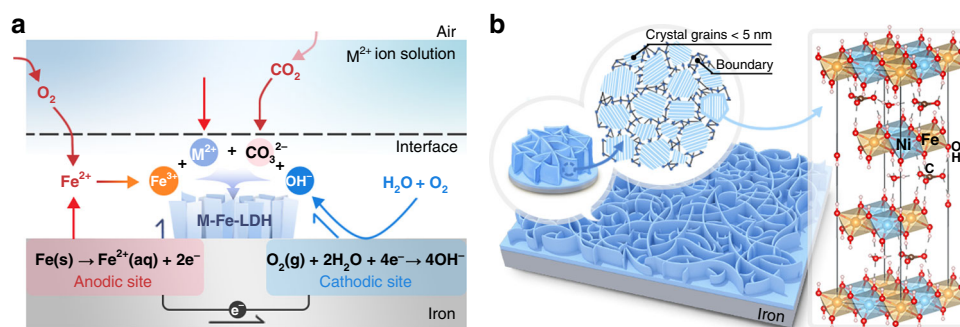 a
Air
M²⁺ ion solution
CO₂
O₂
Interface
M²⁺
+
CO₃²⁻
+
+
Fe²⁺
Fe³⁺
OH⁻
H₂O + O₂
M-Fe-LDH
Fe(s) → Fe²⁺(aq) + 2e⁻
Anodic site
O₂(g) + 2H₂O + 4e⁻ → 4OH⁻
Cathodic site
e⁻
Iron
b
Crystal grains < 5 nm
Boundary
Iron
Ni
Fe
O
H
C